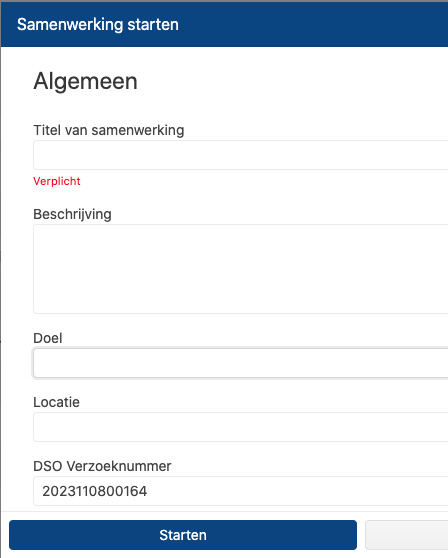 Samenwerking starten
Algemeen
Titel van samenwerking
Verplicht
Beschrijving
Doel
Locatie
DSO Verzoeknummer
2023110800164
Starten